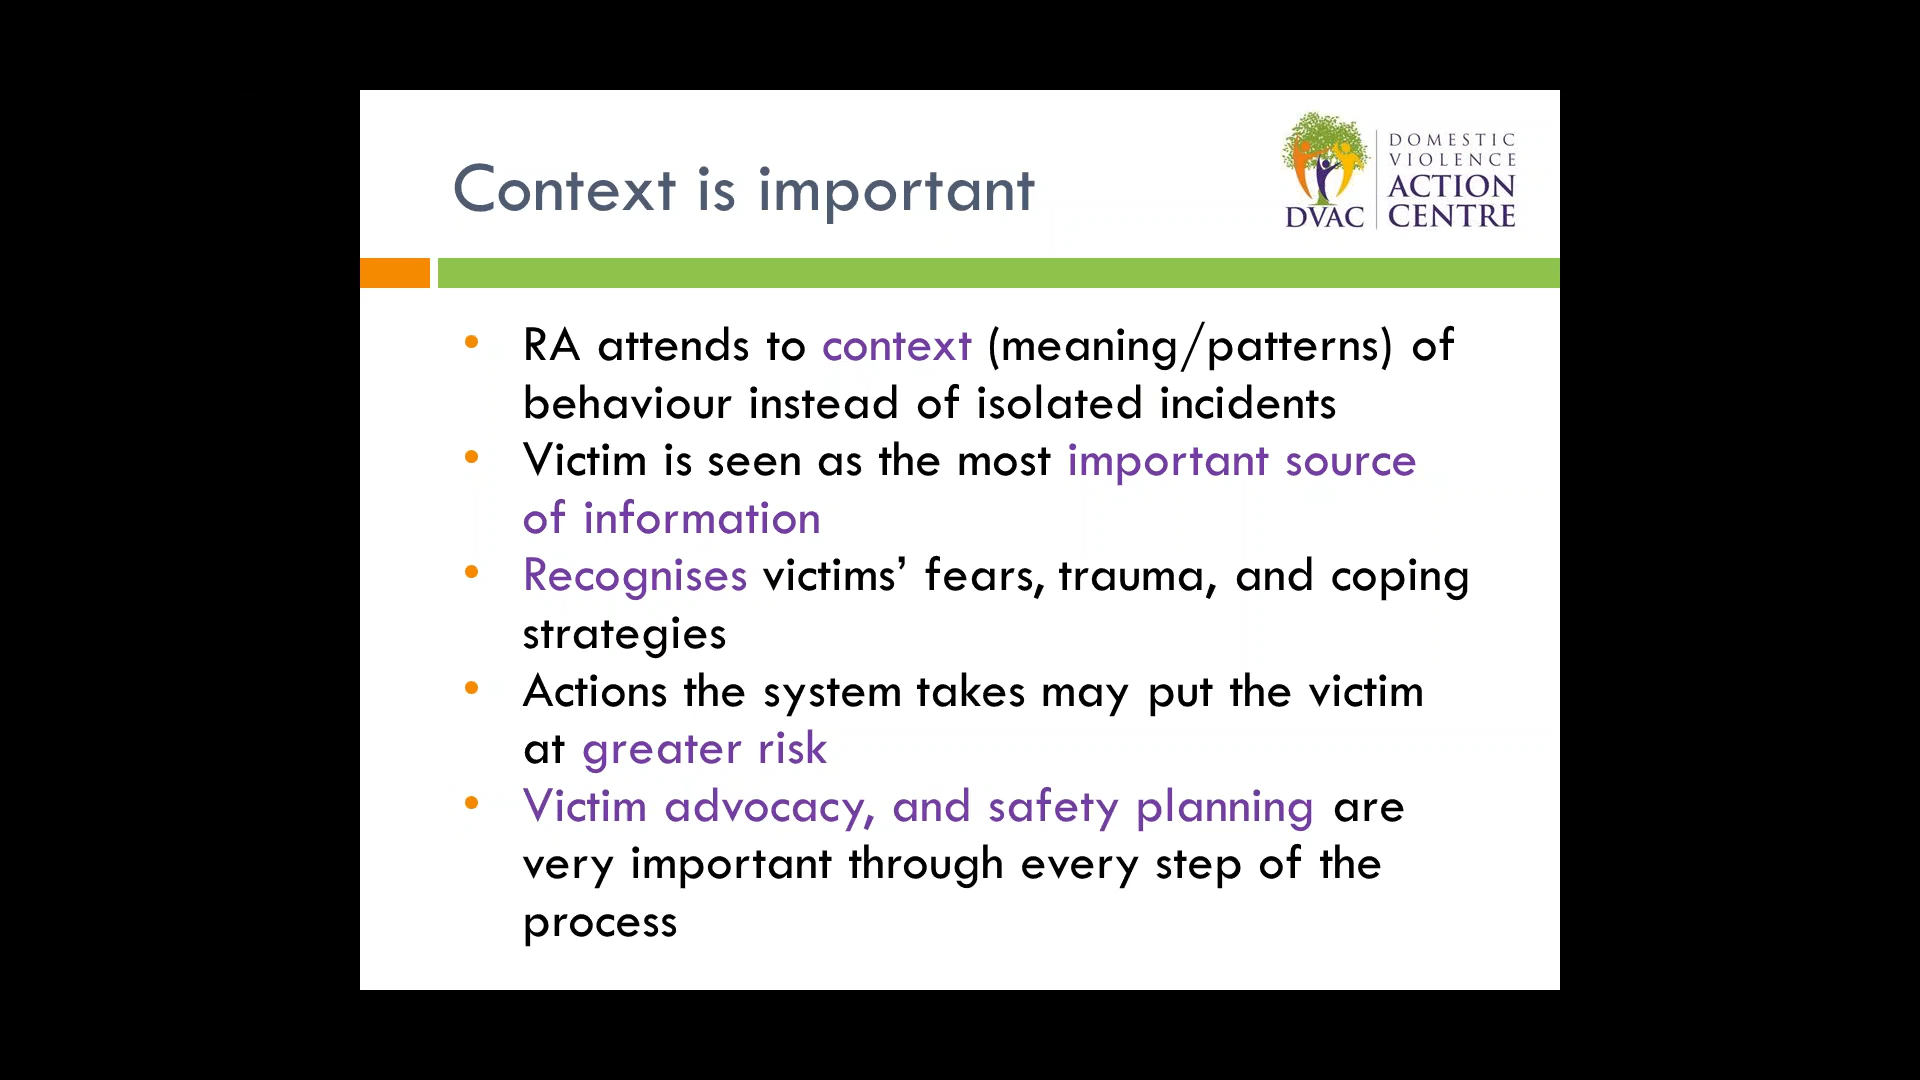 Context is important
DOMESTIC
VIOLENCE
ACTION
CENTRE
DVAC
• RA attends to context (meaning/patterns) of
behaviour instead of isolated incidents
• Victim is seen as the most important source
of information
• Recognises victims’ fears, trauma, and coping
strategies
• Actions the system takes may put the victim
at greater risk
• Victim advocacy, and safety planning are
very important through every step of the
process